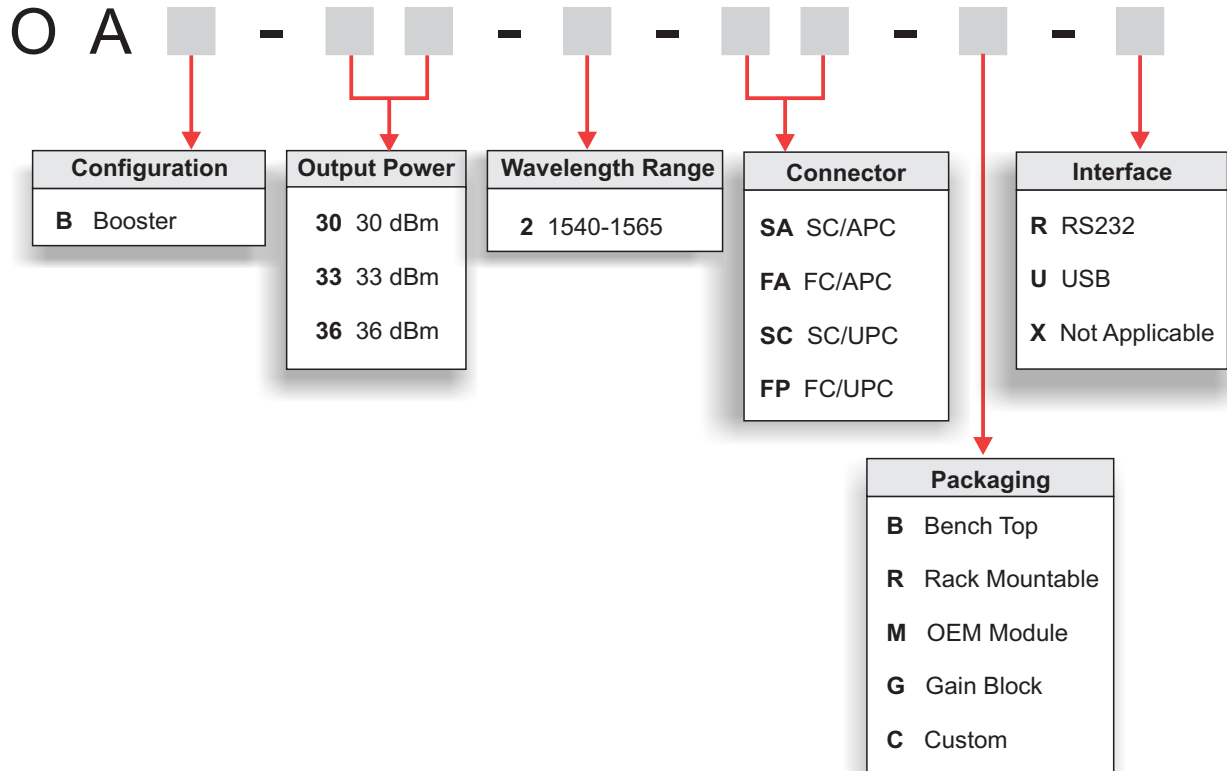 O A - - - - -
Configuration
B Booster
Output Power
30 30 dBm
33 33 dBm
36 36 dBm
Wavelength Range
2 1540-1565
Connector
SA SC/APC
FA FC/APC
SC SC/UPC
FP FC/UPC
Interface
R RS232
U USB
X Not Applicable
Packaging
B Bench Top
R Rack Mountable
M OEM Module
G Gain Block
C Custom